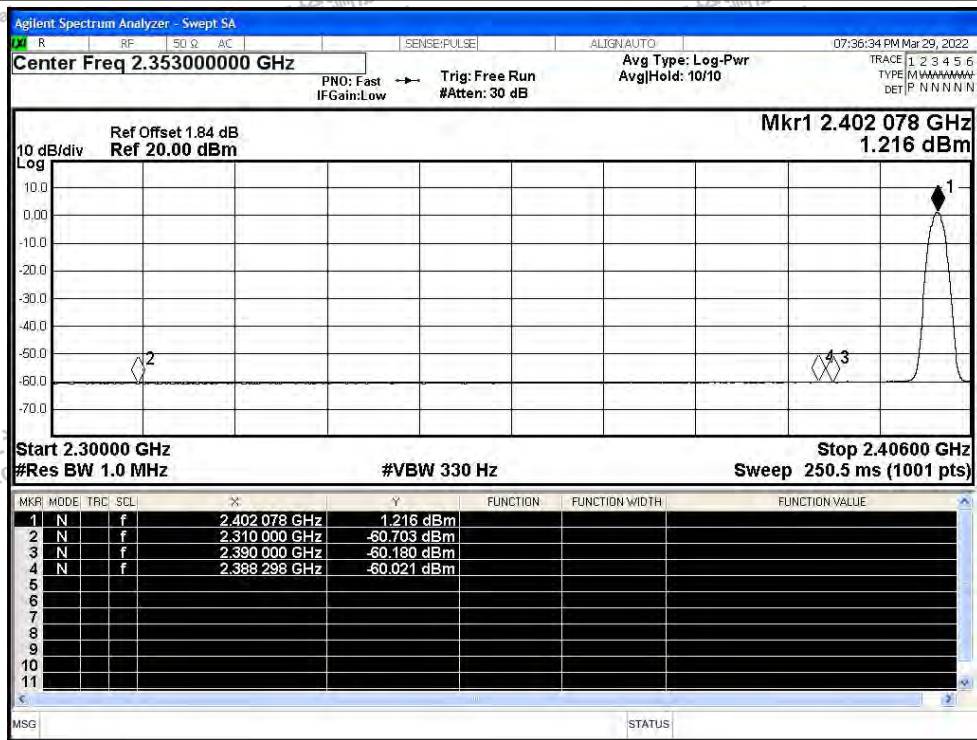 Agilent Spectrum Analyzer - Swept SA
R RF 50 Ω AC SENSE:PULSE ALIGN AUTO 07:36:34 PM Mar 29, 2022
Center Freq 2.353000000 GHz
PNO: Fast
IFGain:Low
Trig: Free Run
#Atten: 30 dB
Avg Type: Log-Pwr
Avg|Hold: 10/10
TRACE 1 2 3 4 5 6
TYPE MWWWWW
DET P N N N N N
Mkr1 2.402 078 GHz
1.216 dBm
Ref Offset 1.84 dB
10 dB/div Ref 20.00 dBm
Log
10.0
0.00
-10.0
-20.0
-30.0
-40.0
-50.0
-60.0
-70.0
1
2
4 3
Start 2.30000 GHz Stop 2.40600 GHz
#Res BW 1.0 MHz #VBW 330 Hz Sweep 250.5 ms (1001 pts)
MKR MODE TRC SCL X Y FUNCTION FUNCTION WIDTH FUNCTION VALUE
1 N f 2.402 078 GHz 1.216 dBm
2 N f 2.310 000 GHz -60.703 dBm
3 N f 2.390 000 GHz -60.180 dBm
4 N f 2.388 298 GHz -60.021 dBm
5
6
7
8
9
10
11
MSG STATUS